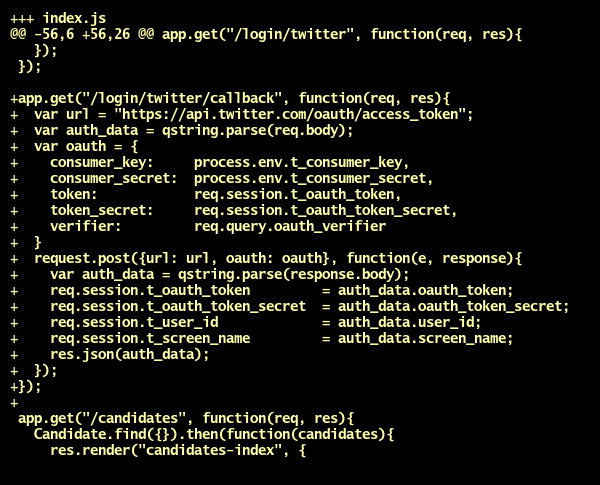 +++ index.js
@@ -56,6 +56,26 @@ app.get("/login/twitter", function(req, res){
   });
 });

+app.get("/login/twitter/callback", function(req, res){
+  var url = "https://api.twitter.com/oauth/access_token";
+  var auth_data = qstring.parse(req.body);
+  var oauth = {
+    consumer_key:     process.env.t_consumer_key,
+    consumer_secret:  process.env.t_consumer_secret,
+    token:            req.session.t_oauth_token,
+    token_secret:     req.session.t_oauth_token_secret,
+    verifier:         req.query.oauth_verifier
+  }
+  request.post({url: url, oauth: oauth}, function(e, response){
+    var auth_data = qstring.parse(response.body);
+    req.session.t_oauth_token         = auth_data.oauth_token;
+    req.session.t_oauth_token_secret  = auth_data.oauth_token_secret;
+    req.session.t_user_id             = auth_data.user_id;
+    req.session.t_screen_name         = auth_data.screen_name;
+    res.json(auth_data);
+  });
+});
+
 app.get("/candidates", function(req, res){
   Candidate.find({}).then(function(candidates){
     res.render("candidates-index", {